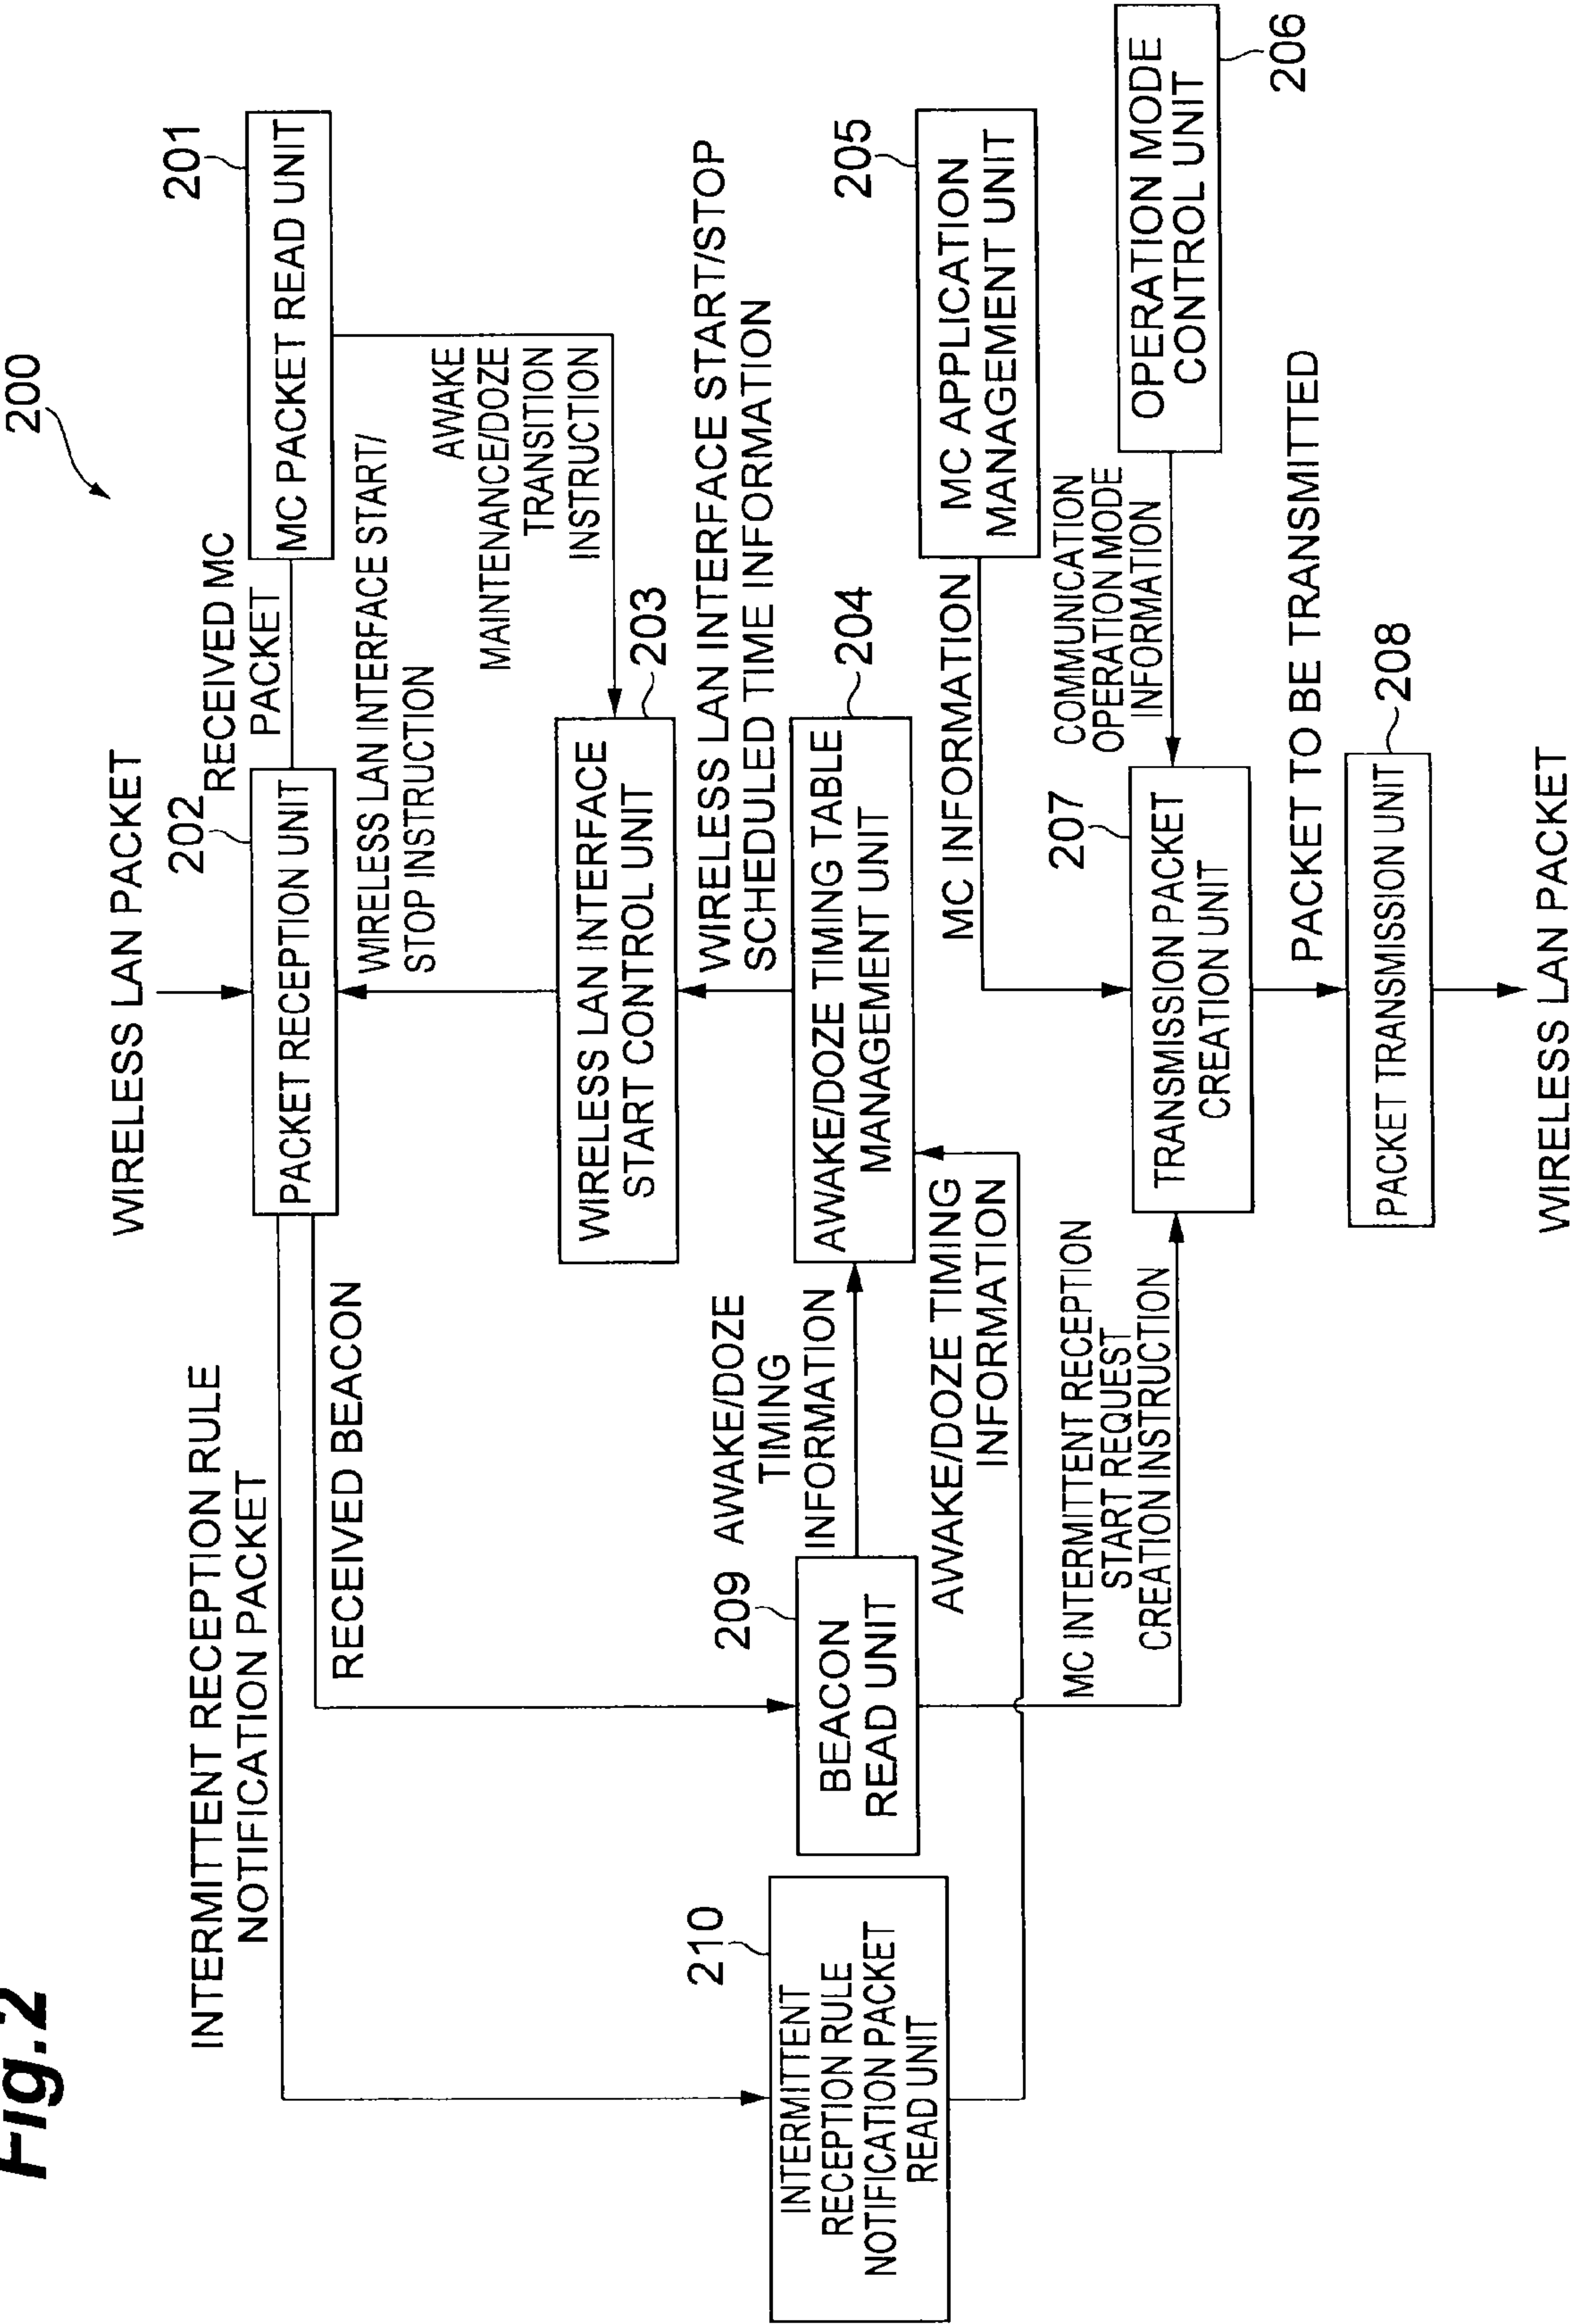 Fig.2
200
WIRELESS LAN PACKET
INTERMITTENT RECEPTION RULE
NOTIFICATION PACKET
202
RECEIVED MC
PACKET
201
PACKET RECEPTION UNIT
MC PACKET READ UNIT
RECEIVED BEACON
WIRELESS LAN INTERFACE START/
STOP INSTRUCTION
AWAKE
MAINTENANCE/DOZE
TRANSITION
INSTRUCTION
203
WIRELESS LAN INTERFACE
START CONTROL UNIT
WIRELESS LAN INTERFACE START/STOP
SCHEDULED TIME INFORMATION
210
INTERMITTENT
RECEPTION RULE
NOTIFICATION PACKET
READ UNIT
209
BEACON
READ UNIT
AWAKE/DOZE
TIMING
INFORMATION
204
AWAKE/DOZE TIMING TABLE
MANAGEMENT UNIT
205
MC APPLICATION
MANAGEMENT UNIT
AWAKE/DOZE TIMING
INFORMATION
MC INFORMATION
MC INTERMITTENT RECEPTION
START REQUEST
CREATION INSTRUCTION
207
TRANSMISSION PACKET
CREATION UNIT
COMMUNICATION
OPERATION MODE
INFORMATION
OPERATION MODE
CONTROL UNIT
206
PACKET TO BE TRANSMITTED
208
PACKET TRANSMISSION UNIT
WIRELESS LAN PACKET